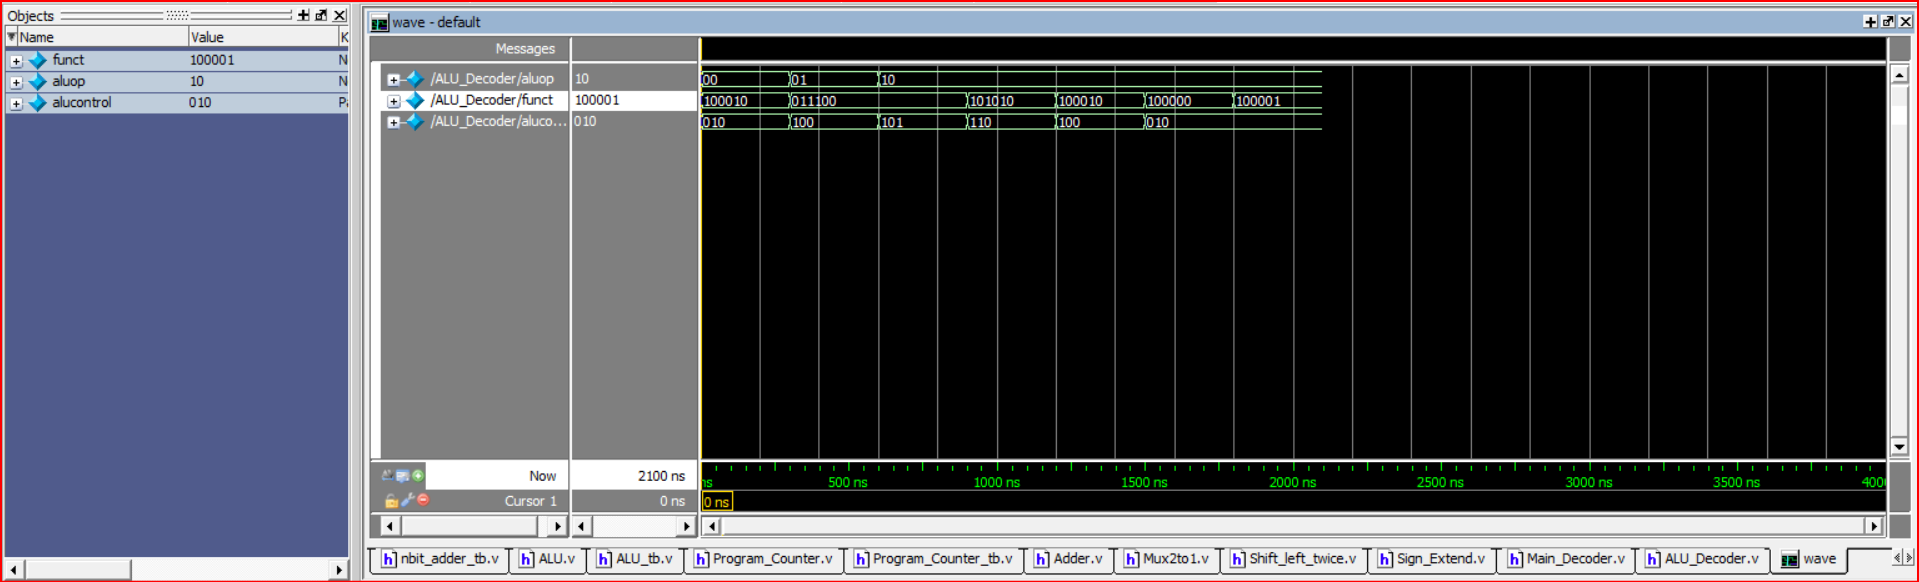 Objects
Name Value K
funct 100001 N
aluop 10 N
alucontrol 010 P
wave - default
Messages
/ALU_Decoder/aluop 10 00 01 10
/ALU_Decoder/funct 100001 100010 011100 101010 100010 100000 100001
/ALU_Decoder/aluco... 010 010 100 101 110 100 010
Now 2100 ns ns 500 ns 1000 ns 1500 ns 2000 ns 2500 ns 3000 ns 3500 ns 400
Cursor 1 0 ns 0 ns
nbit_adder_tb.v ALU.v ALU_tb.v Program_Counter.v Program_Counter_tb.v Adder.v Mux2to1.v Shift_left_twice.v Sign_Extend.v Main_Decoder.v ALU_Decoder.v wave